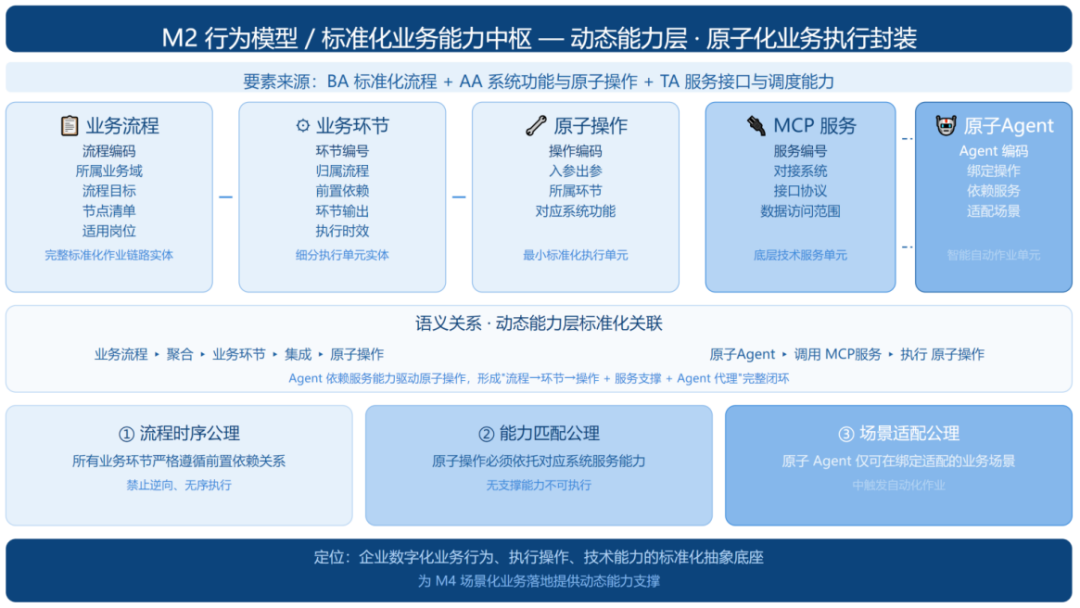 M2 行为模型 / 标准化业务能力中枢 — 动态能力层 · 原子化业务执行封装
要素来源：BA 标准化流程 + AA 系统功能与原子操作 + TA 服务接口与调度能力
业务流程
流程编码
所属业务域
流程目标
节点清单
适用岗位
完整标准化作业链路实体
业务环节
环节编号
归属流程
前置依赖
环节输出
执行时效
细分执行单元实体
原子操作
操作编码
入参出参
所属环节
对应系统功能
最小标准化执行单元
MCP 服务
服务编号
对接系统
接口协议
数据访问范围
底层技术服务单元
原子Agent
Agent 编码
绑定操作
依赖服务
适配场景
智能自动作业单元
语义关系 · 动态能力层标准化关联
业务流程 ▸ 聚合 ▸ 业务环节 ▸ 集成 ▸ 原子操作
原子Agent ▸ 调用 MCP服务 ▸ 执行 原子操作
Agent 依赖服务能力驱动原子操作，形成"流程→环节→操作 + 服务支撑 + Agent 代理"完整闭环
① 流程时序公理
所有业务环节严格遵循前置依赖关系
禁止逆向、无序执行
② 能力匹配公理
原子操作必须依托对应系统服务能力
无支撑能力不可执行
③ 场景适配公理
原子 Agent 仅可在绑定适配的业务场景
中触发自动化作业
定位：企业数字化业务行为、执行操作、技术能力的标准化抽象底座
为 M4 场景化业务落地提供动态能力支撑